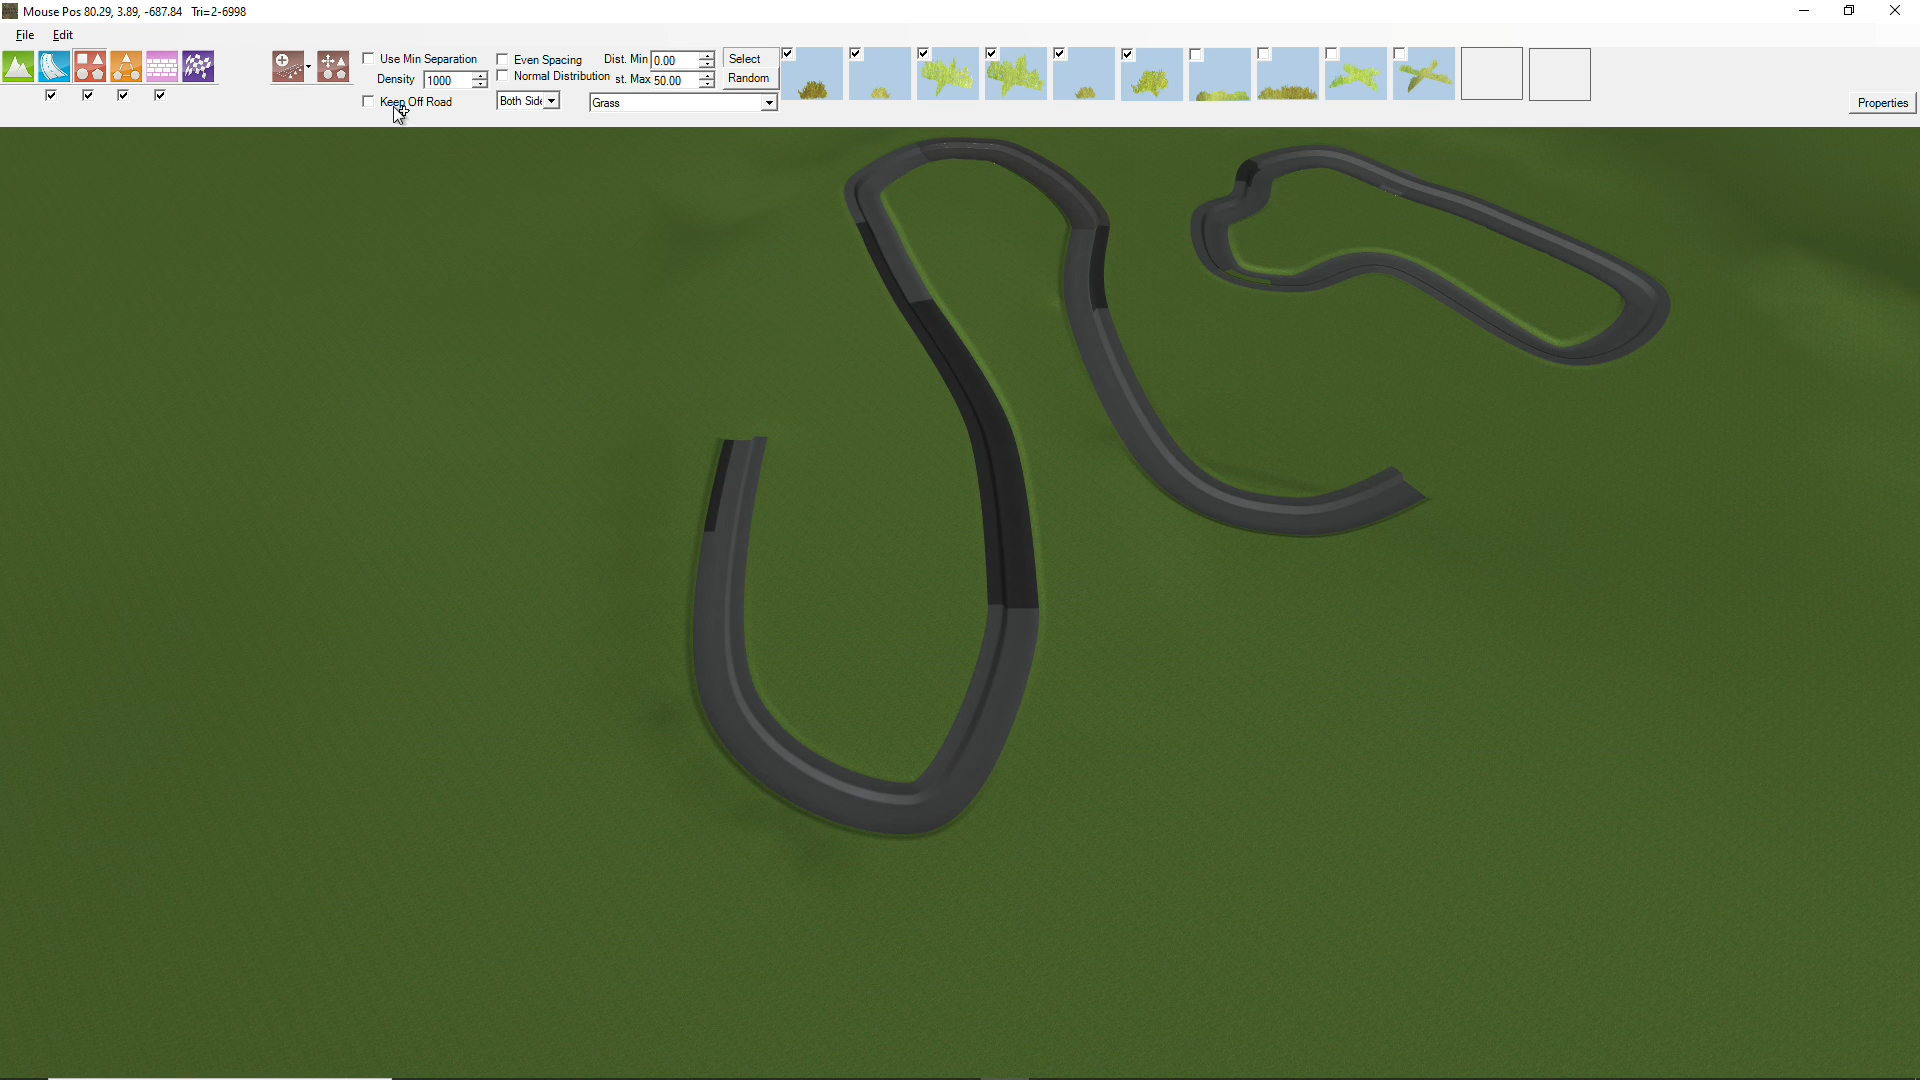 Mouse Pos 80.29, 3.89, -687.84 Tri=2-6998
File Edit
Use Min Separation
Even Spacing
Dist. Min 0.00
Select
Density 1000
Normal Distribution
st. Max 50.00
Random
Keep Off Road
Both Side
Grass
Properties